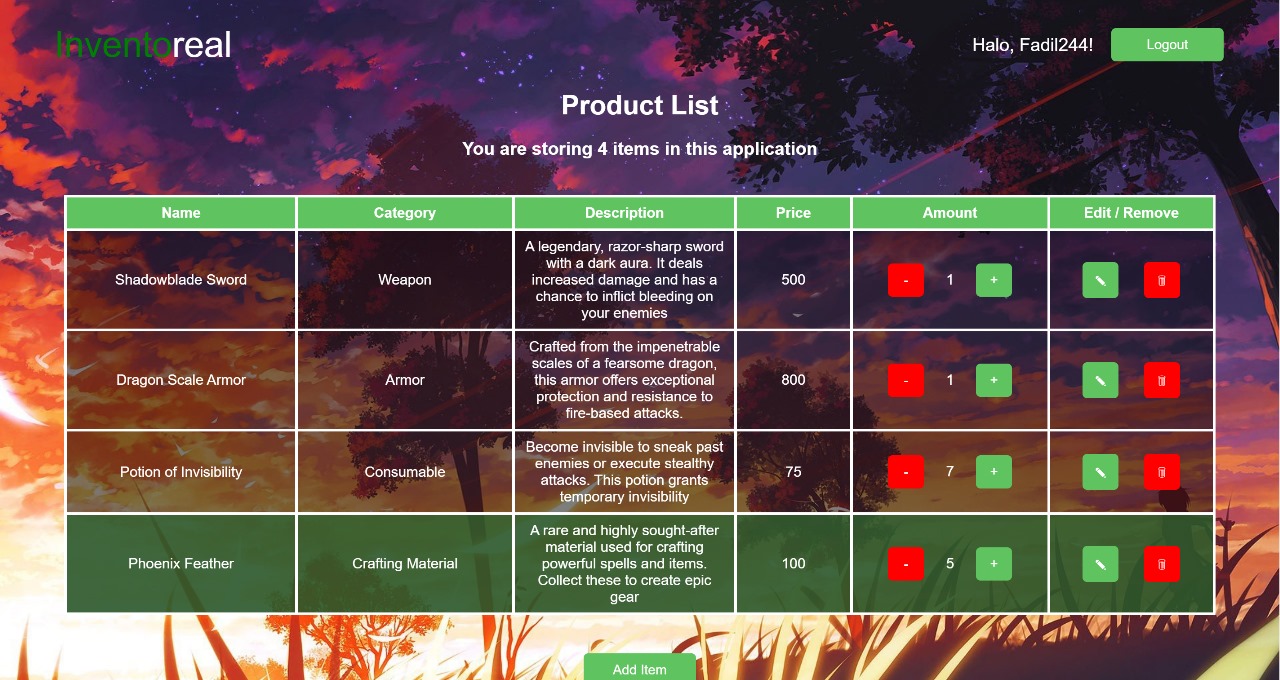 Inventoreal
Halo, Fadil244!
Logout
Product List
You are storing 4 items in this application
Name Category Description Price Amount Edit / Remove
Shadowblade Sword
Weapon
A legendary, razor-sharp sword
with a dark aura. It deals
increased damage and has a
chance to inflict bleeding on
your enemies
500
- 1 +
Dragon Scale Armor
Armor
Crafted from the impenetrable
scales of a fearsome dragon,
this armor offers exceptional
protection and resistance to
fire-based attacks.
800
- 1 +
Potion of Invisibility
Consumable
Become invisible to sneak past
enemies or execute stealthy
attacks. This potion grants
temporary invisibility
75
- 7 +
Phoenix Feather
Crafting Material
A rare and highly sought-after
material used for crafting
powerful spells and items.
Collect these to create epic
gear
100
- 5 +
Add Item